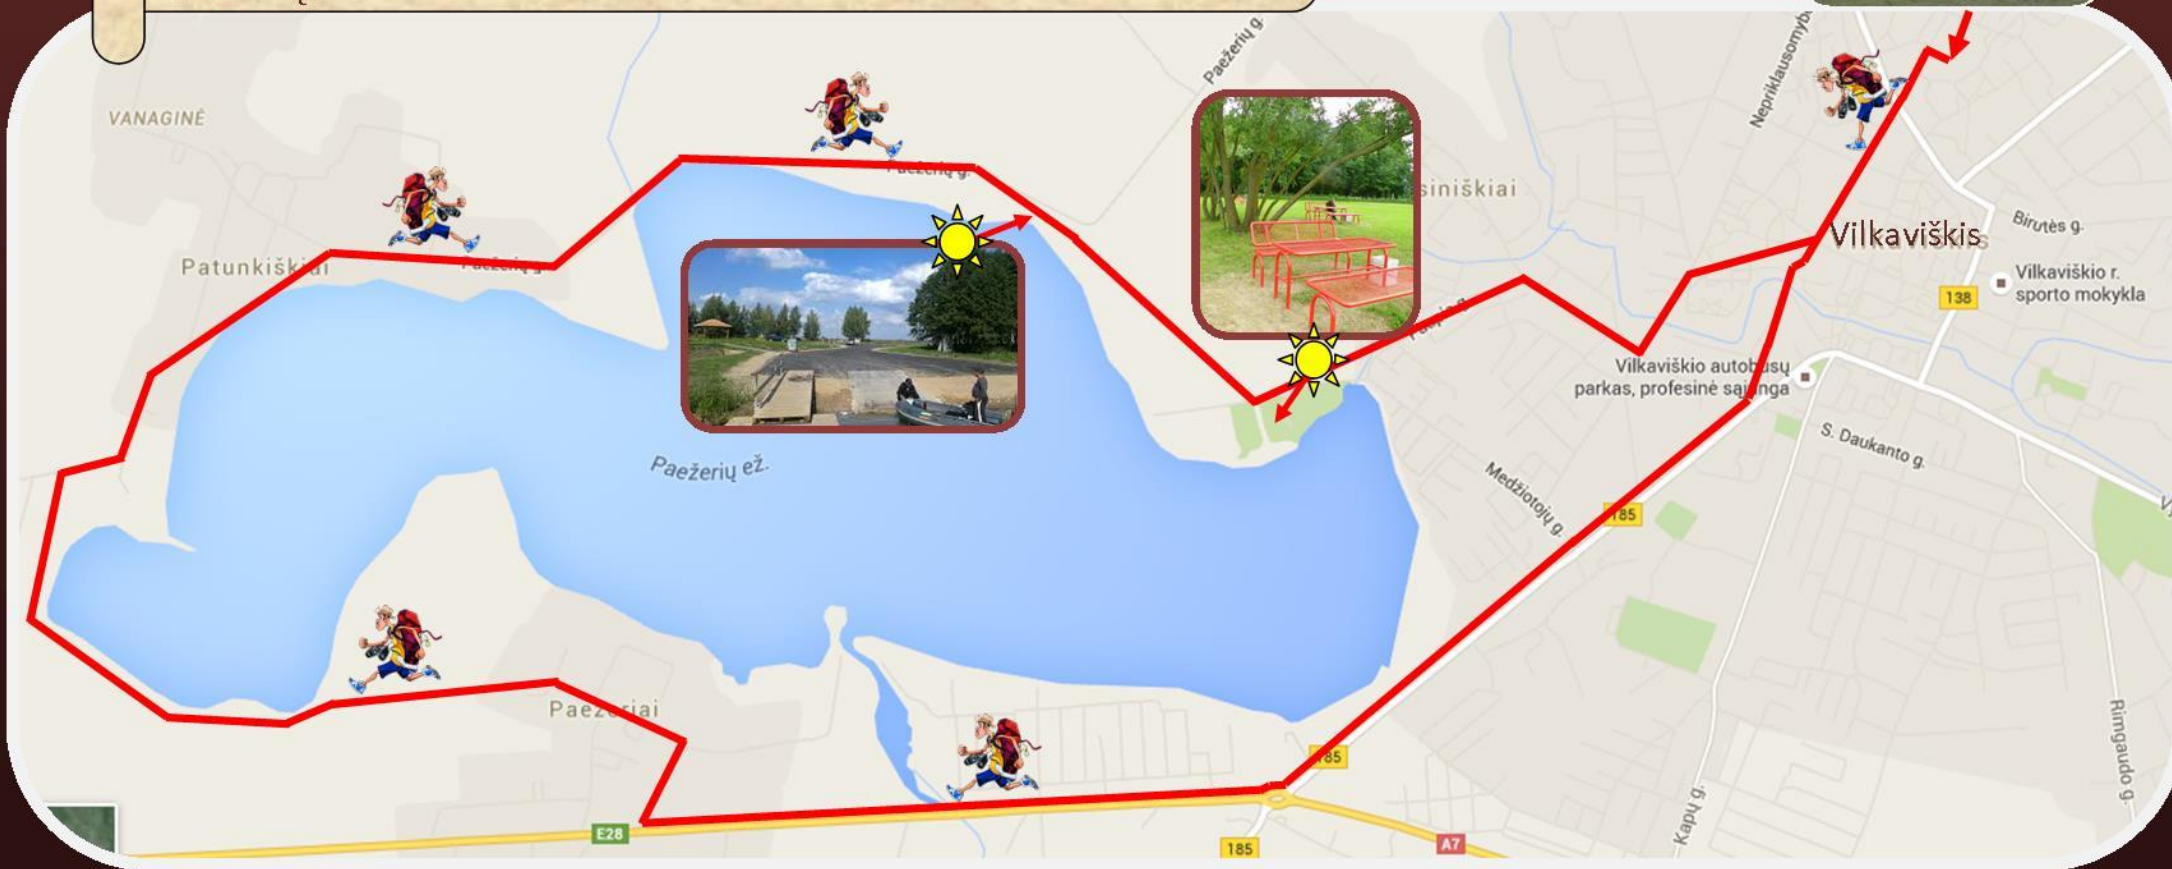 Paežerių g.
Nepriklausomyb
VANAGINĖ
Paežerių g.
siniškiai
Birutės g.
Vilkaviškis
Patunkiškiai
Paežerių g.
Vilkaviškio r.
sporto mokykla
138
Vilkaviškio autobusų
parkas, profesinė sąjunga
S. Daukanto g.
Paežerių ež.
Medžiotojų g.
185
Paežeriai
185
Rimgaudo g.
Kapų g.
E28
185
A7